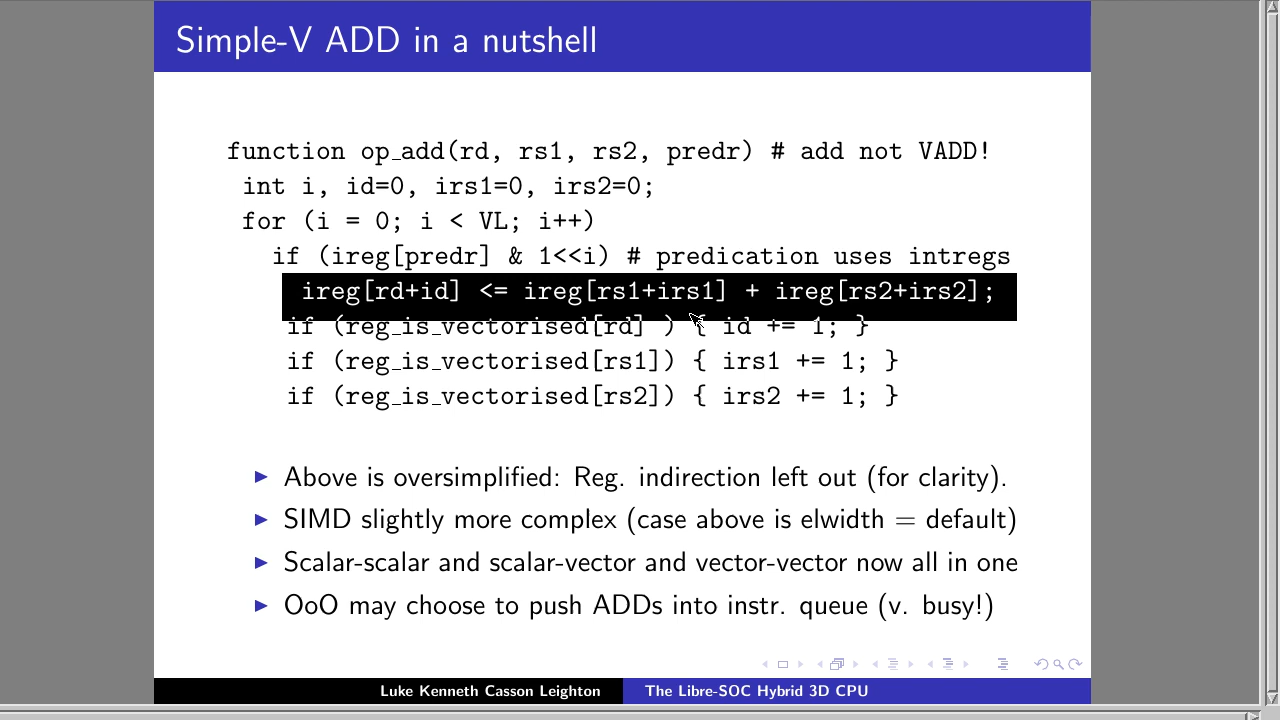 Simple-V ADD in a nutshell
function op_add(rd, rs1, rs2, predr) # add not VADD!
int i, id=0, irs1=0, irs2=0;
for (i = 0; i < VL; i++)
if (ireg[predr] & 1<<i) # predication uses intregs
ireg[rd+id] <= ireg[rs1+irs1] + ireg[rs2+irs2];
if (reg_is_vectorised[rd] ) { id += 1; }
if (reg_is_vectorised[rs1]) { irs1 += 1; }
if (reg_is_vectorised[rs2]) { irs2 += 1; }
Above is oversimplified: Reg. indirection left out (for clarity).
SIMD slightly more complex (case above is elwidth = default)
Scalar-scalar and scalar-vector and vector-vector now all in one
OoO may choose to push ADDs into instr. queue (v. busy!)
Luke Kenneth Casson Leighton
The Libre-SOC Hybrid 3D CPU